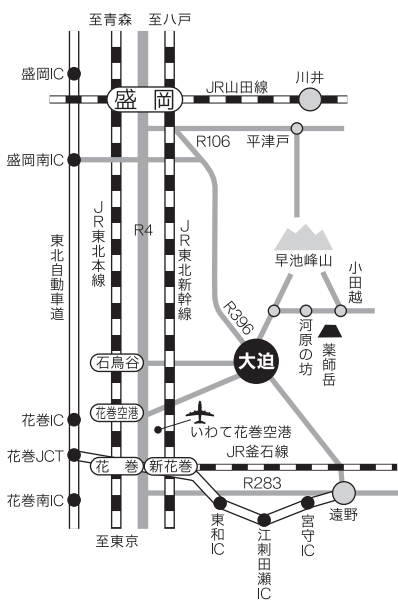 至青森
至八戸
盛岡IC
JR山田線
川井
盛 岡
R106
平津戸
盛岡南IC
JR東北本線
R4
JR東北新幹線
東北自動車道
早池峰山
小田越
R396
河原の坊
薬師岳
大迫
石鳥谷
花巻空港
花巻IC
いわて花巻空港
花巻JCT
花 巻
新花巻
JR釜石線
R283
花巻南IC
遠野
東和IC
宮守IC
江刺田瀬IC
至東京